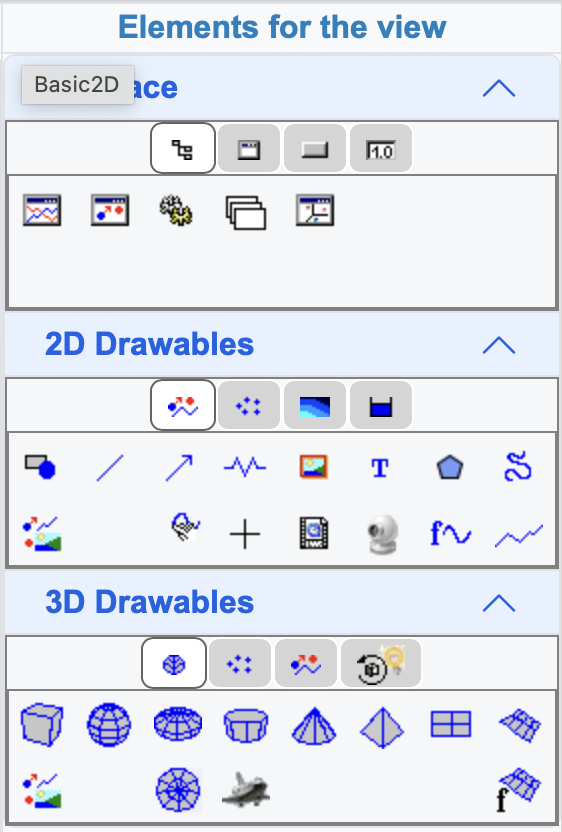 Elements for the view
Basic2D
ace
1.0
2D Drawables
T
f
3D Drawables
f